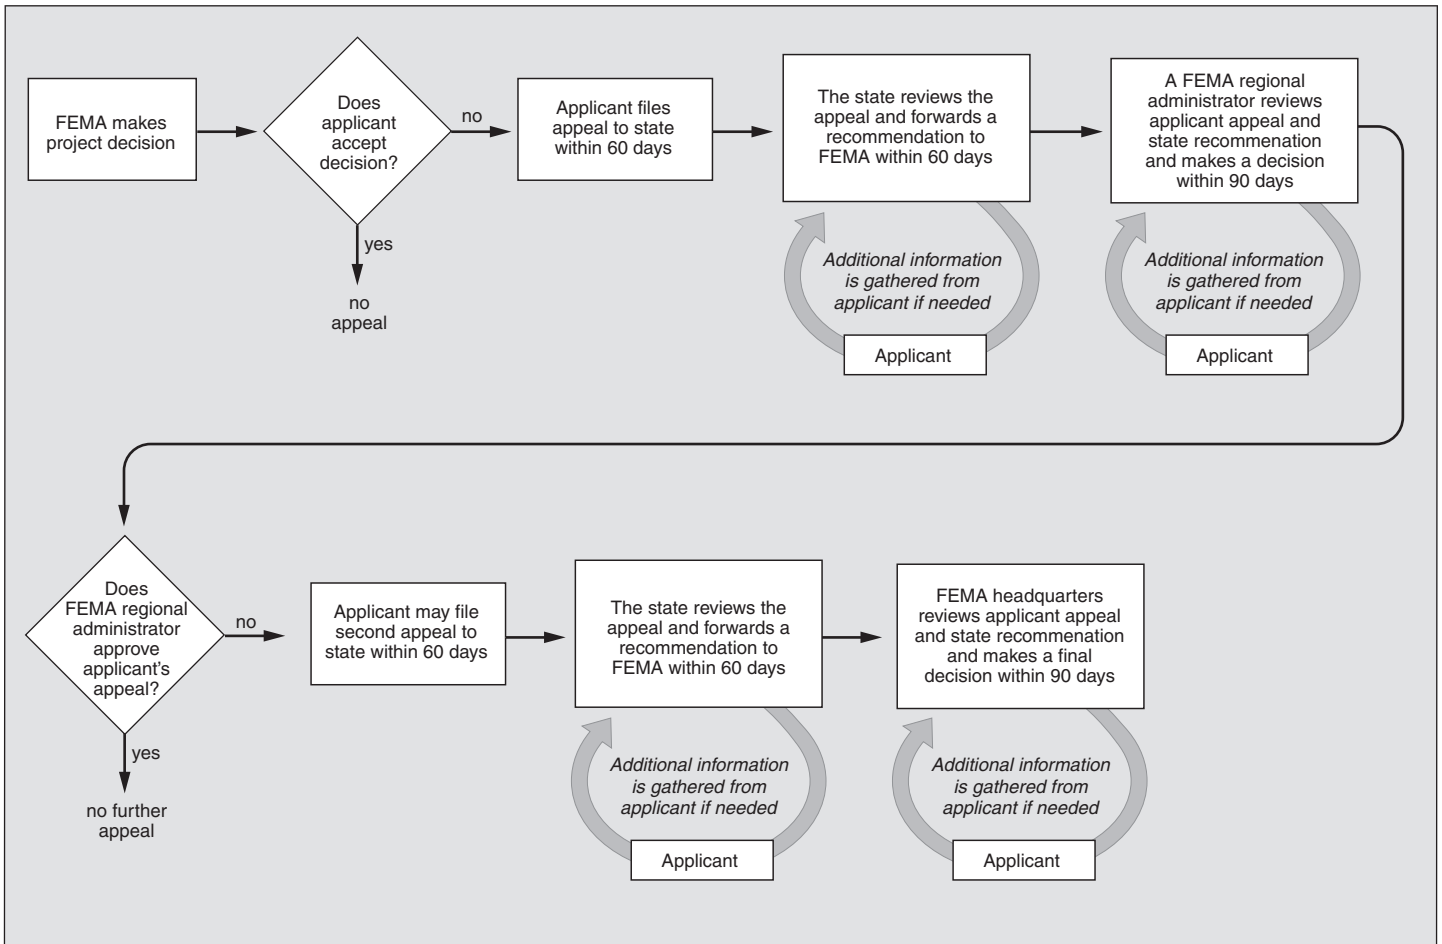 FEMA makes
project decision
Does
applicant
accept
decision?
no
yes
no
appeal
Applicant files
appeal to state
within 60 days
The state reviews the
appeal and forwards a
recommendation to
FEMA within 60 days
Additional information
is gathered from
applicant if needed
Applicant
A FEMA regional
administrator reviews
applicant appeal and
state recommenation
and makes a decision
within 90 days
Additional information
is gathered from
applicant if needed
Applicant
Does
FEMA regional
administrator
approve
applicant's
appeal?
no
yes
no further
appeal
Applicant may file
second appeal to
state within 60 days
The state reviews the
appeal and forwards a
recommendation to
FEMA within 60 days
Additional information
is gathered from
applicant if needed
Applicant
FEMA headquarters
reviews applicant appeal
and state recommenation
and makes a final
decision within 90 days
Additional information
is gathered from
applicant if needed
Applicant